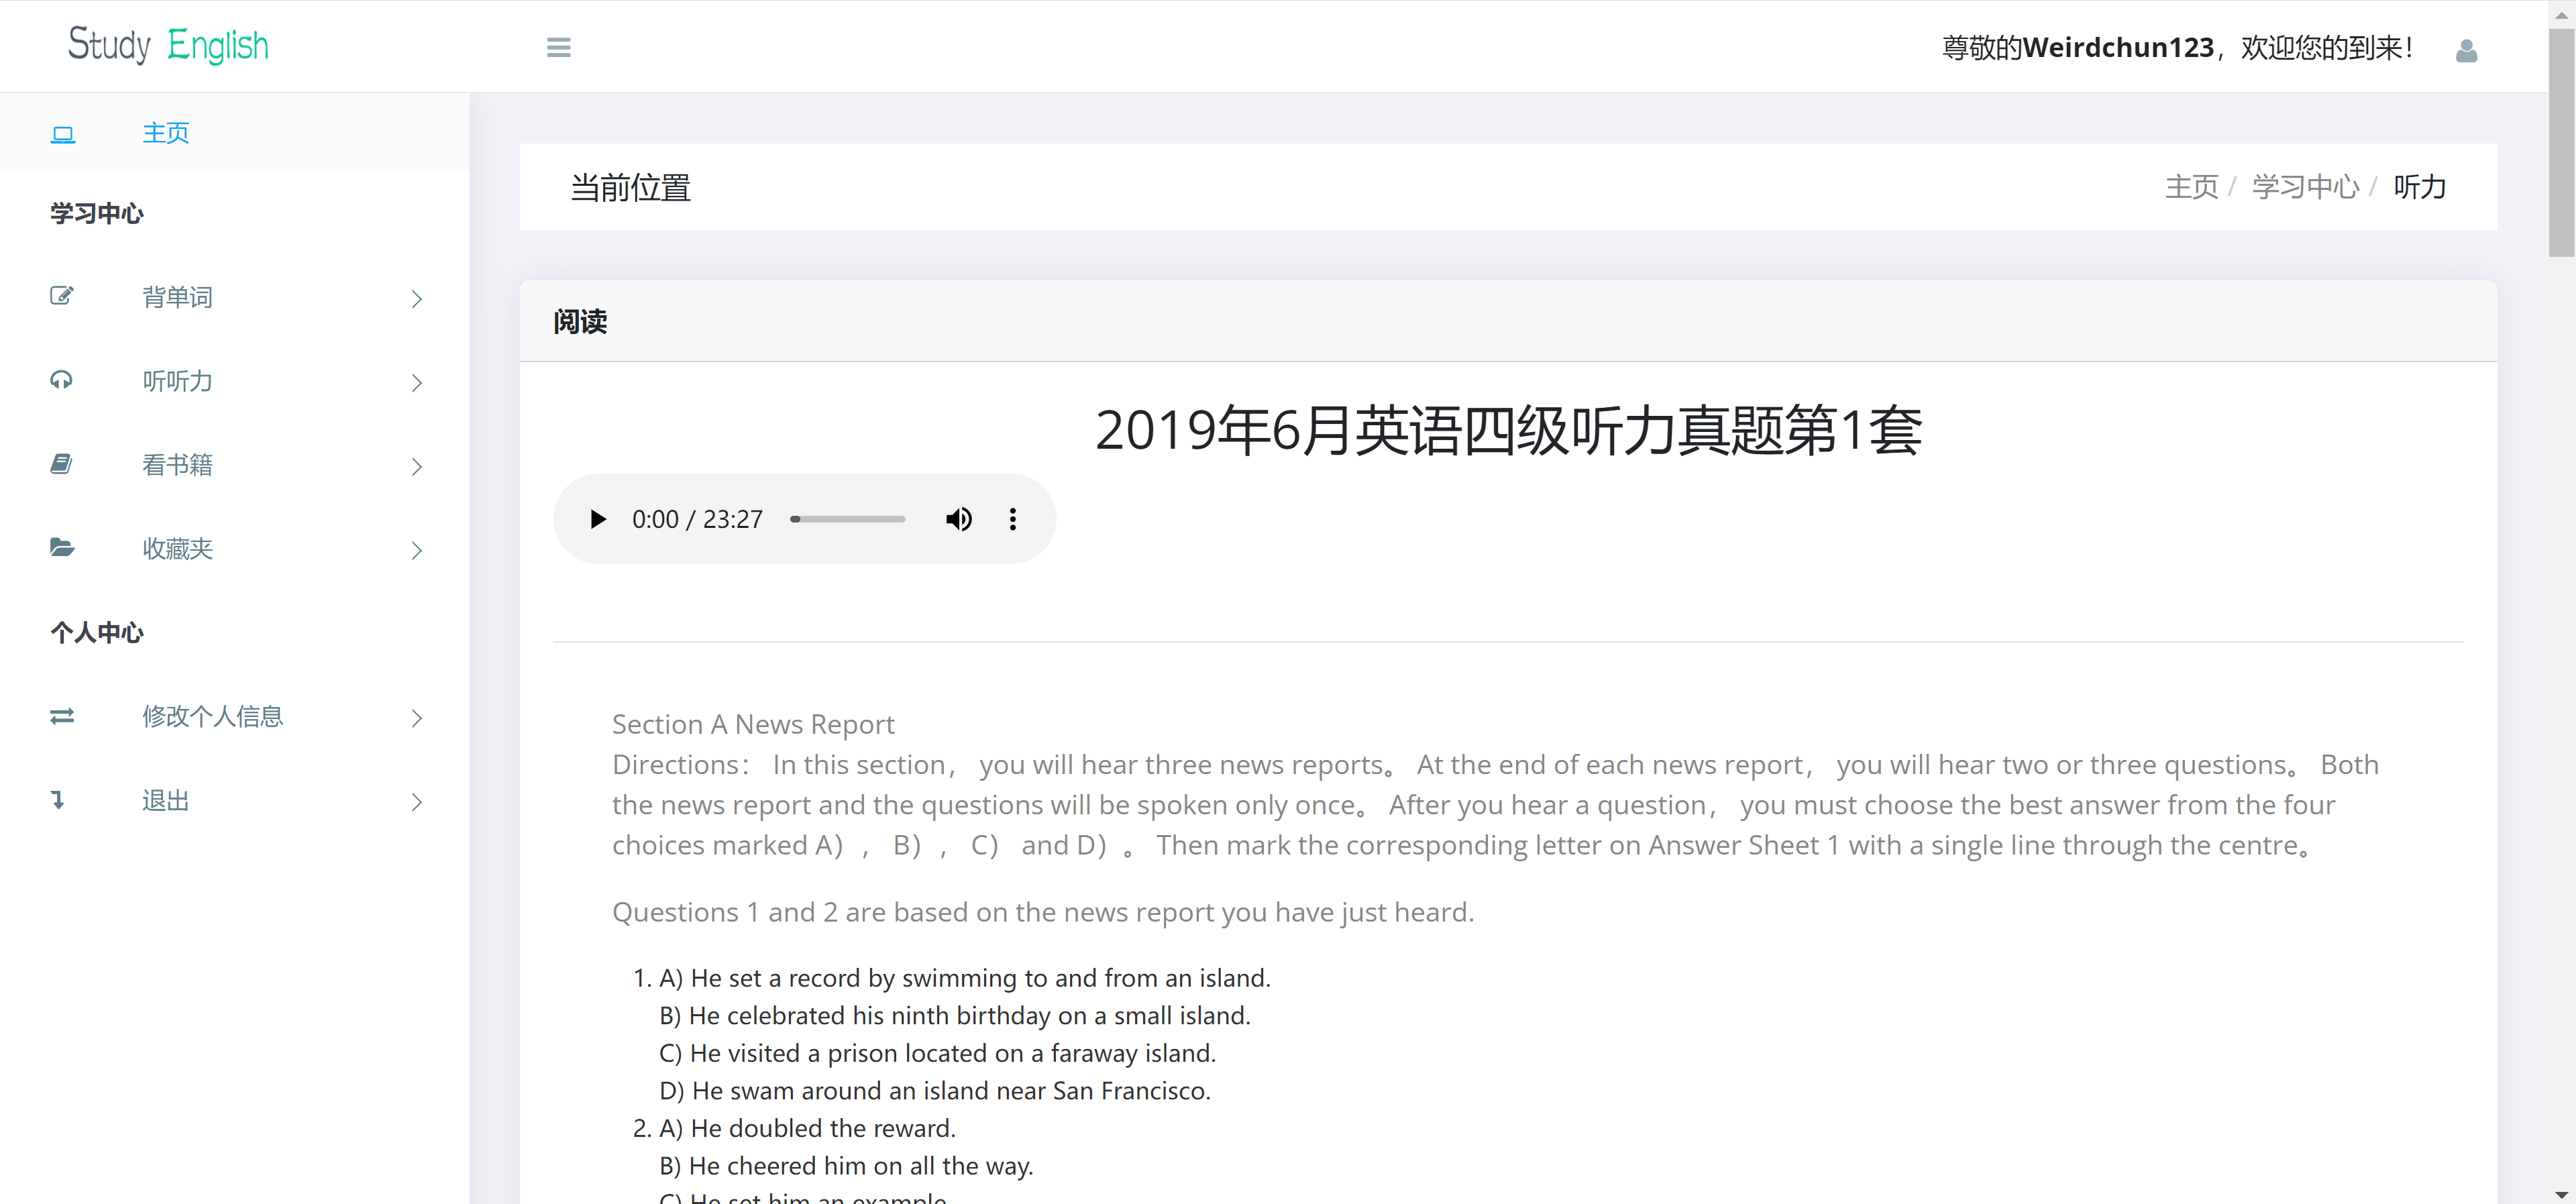 Study English
尊敬的Weirdchun123，欢迎您的到来！
主页
学习中心
背单词
听听力
看书籍
收藏夹
个人中心
修改个人信息
退出
当前位置
主页 / 学习中心 / 听力
阅读
2019年6月英语四级听力真题第1套
0:00 / 23:27
Section A News Report
Directions： In this section， you will hear three news reports。 At the end of each news report， you will hear two or three questions。 Both
the news report and the questions will be spoken only once。 After you hear a question， you must choose the best answer from the four
choices marked A）， B）， C） and D）。 Then mark the corresponding letter on Answer Sheet 1 with a single line through the centre。
Questions 1 and 2 are based on the news report you have just heard.
1. A) He set a record by swimming to and from an island.
B) He celebrated his ninth birthday on a small island.
C) He visited a prison located on a faraway island.
D) He swam around an island near San Francisco.
2. A) He doubled the reward.
B) He cheered him on all the way.
C) He set him an example.